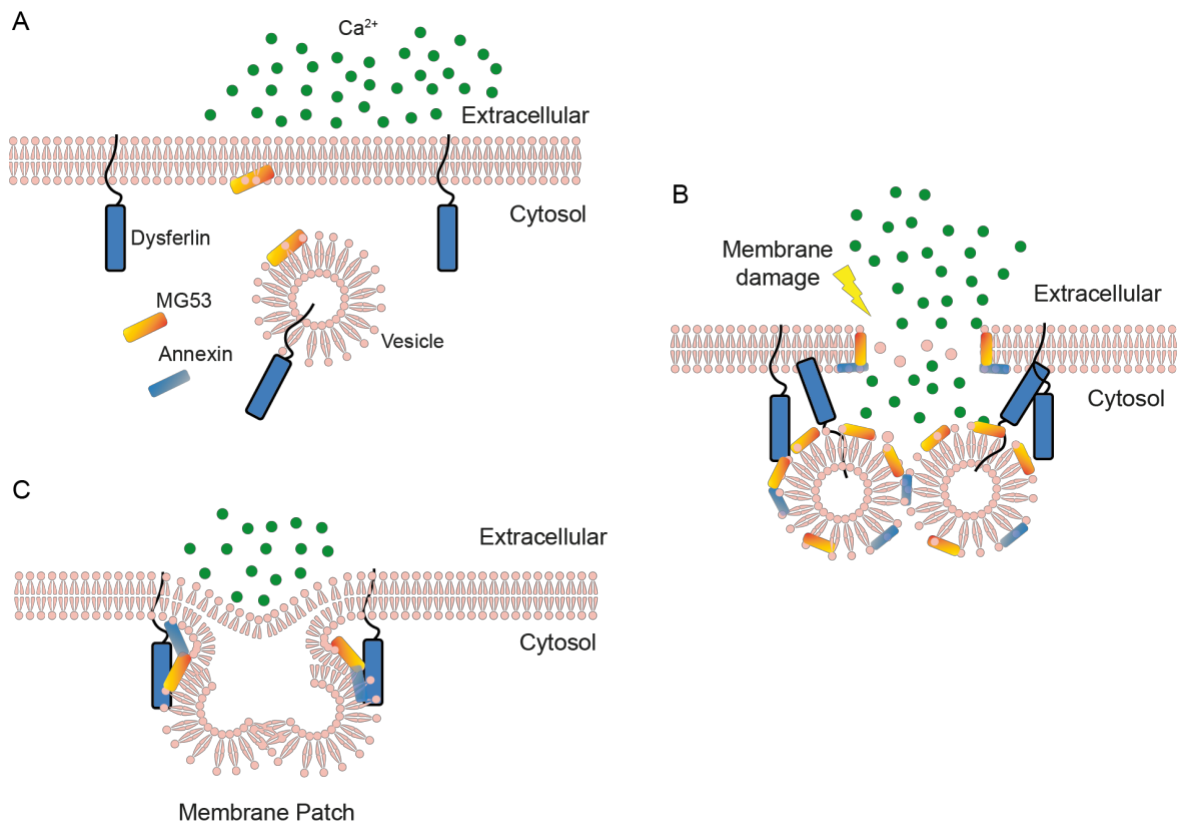 A
Ca²⁺
Extracellular
Cytosol
Dysferlin
MG53
Annexin
Vesicle
B
Membrane
damage
Extracellular
Cytosol
C
Extracellular
Cytosol
Membrane Patch